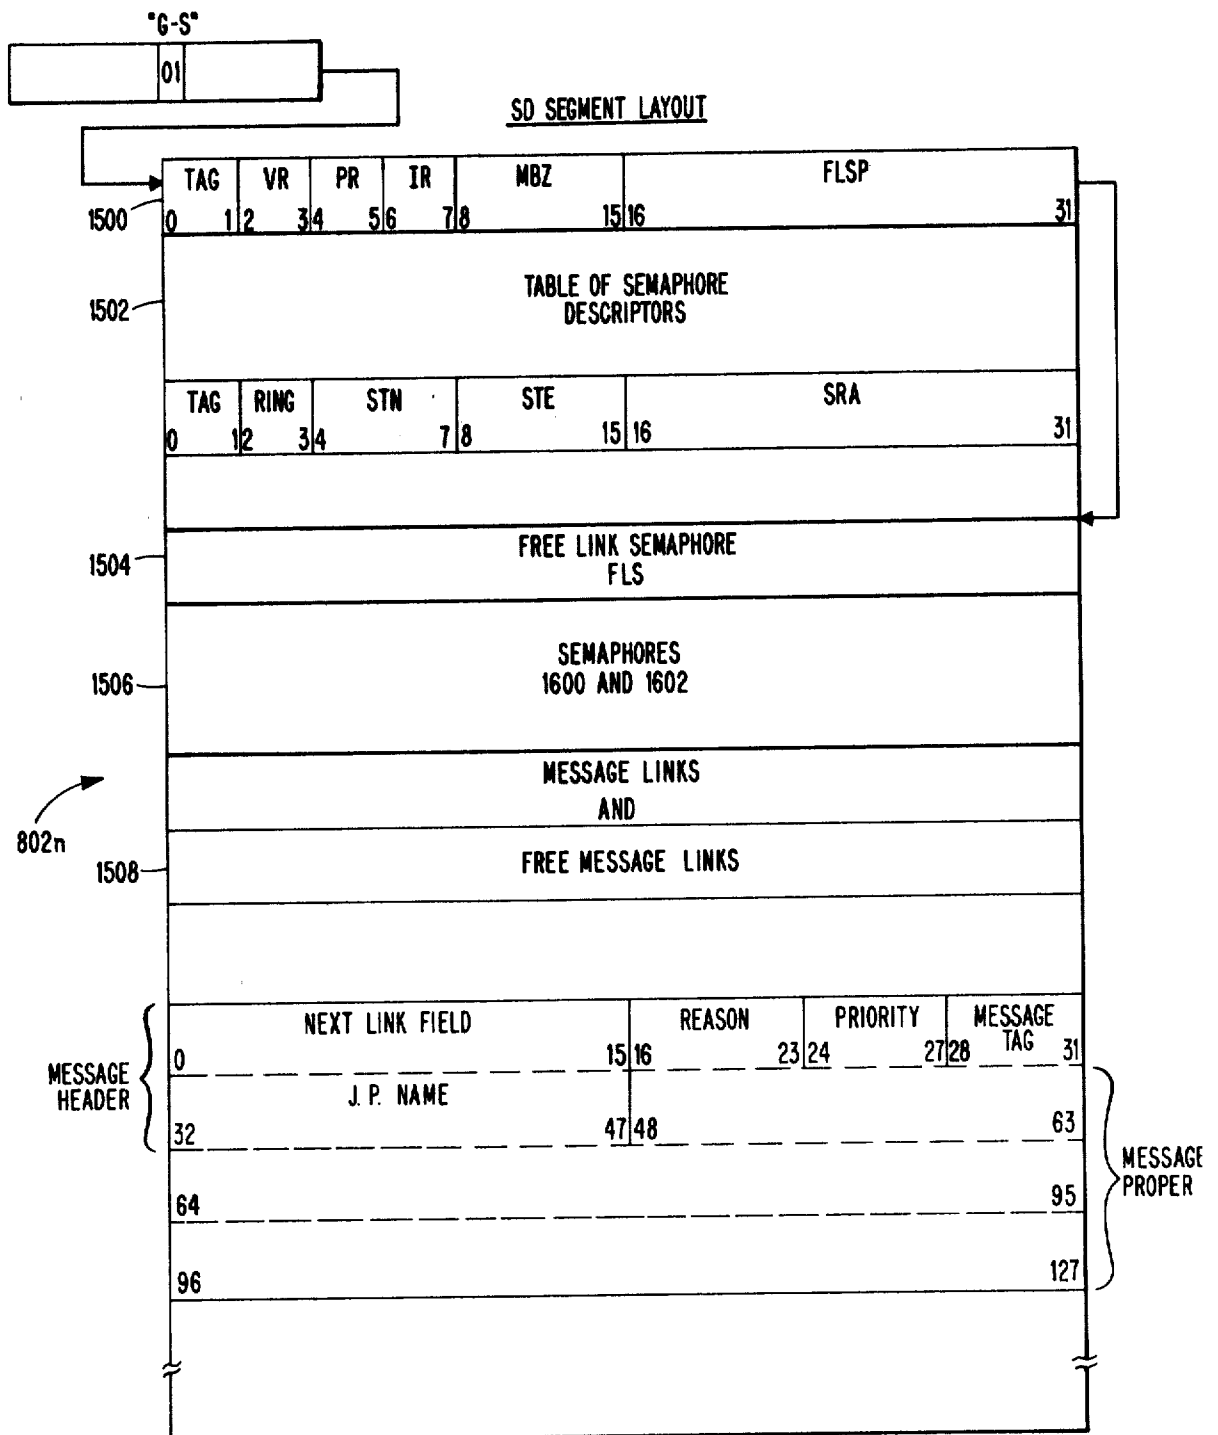 "G-S"
01
SD SEGMENT LAYOUT
TAG VR PR IR MBZ FLSP
1500 0 1 2 3 4 5 6 7 8 15 16 31
TABLE OF SEMAPHORE
1502 DESCRIPTORS
TAG RING STN STE SRA
0 1 2 3 4 7 8 15 16 31
FREE LINK SEMAPHORE
1504 FLS
SEMAPHORES
1506 1600 AND 1602
MESSAGE LINKS
AND
802n
1508 FREE MESSAGE LINKS
NEXT LINK FIELD REASON PRIORITY MESSAGE
TAG
0 15 16 23 24 27 28 31
MESSAGE
HEADER
J. P. NAME
32 47 48 63
MESSAGE
PROPER
64 95
96 127